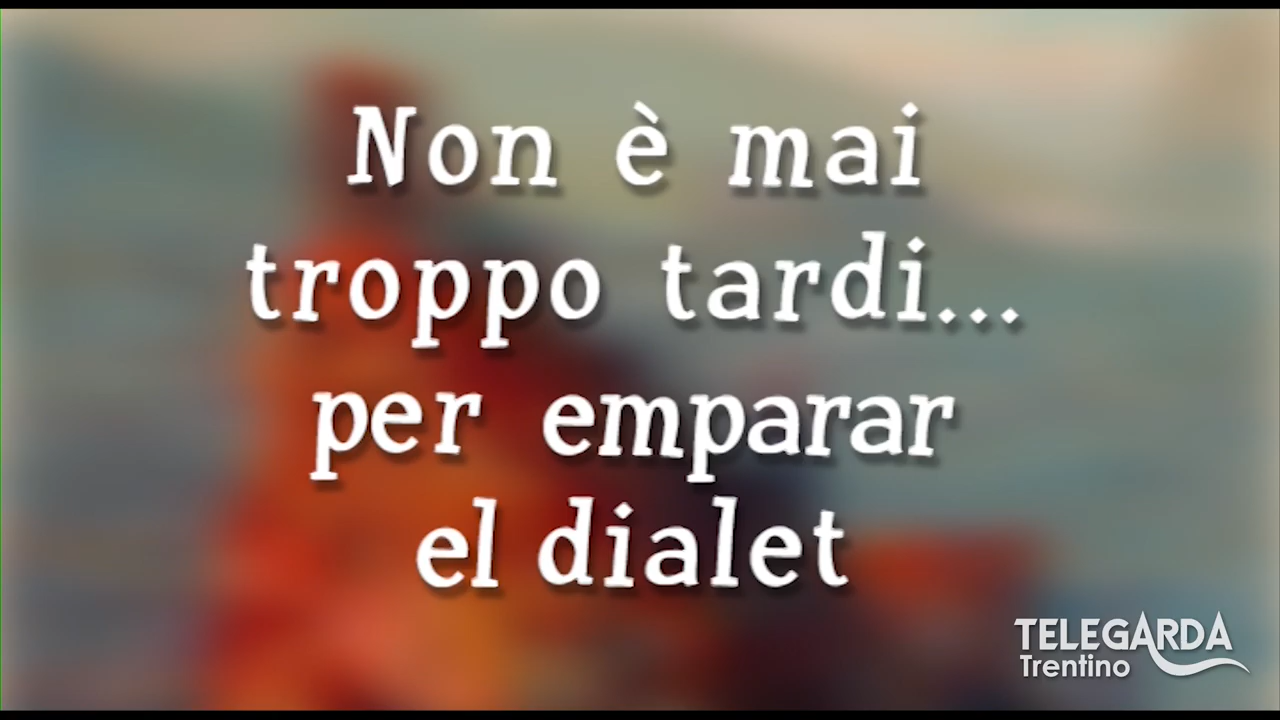 Non è mai
troppo tardi...
per emparar
el dialet
TELEGARDA
Trentino